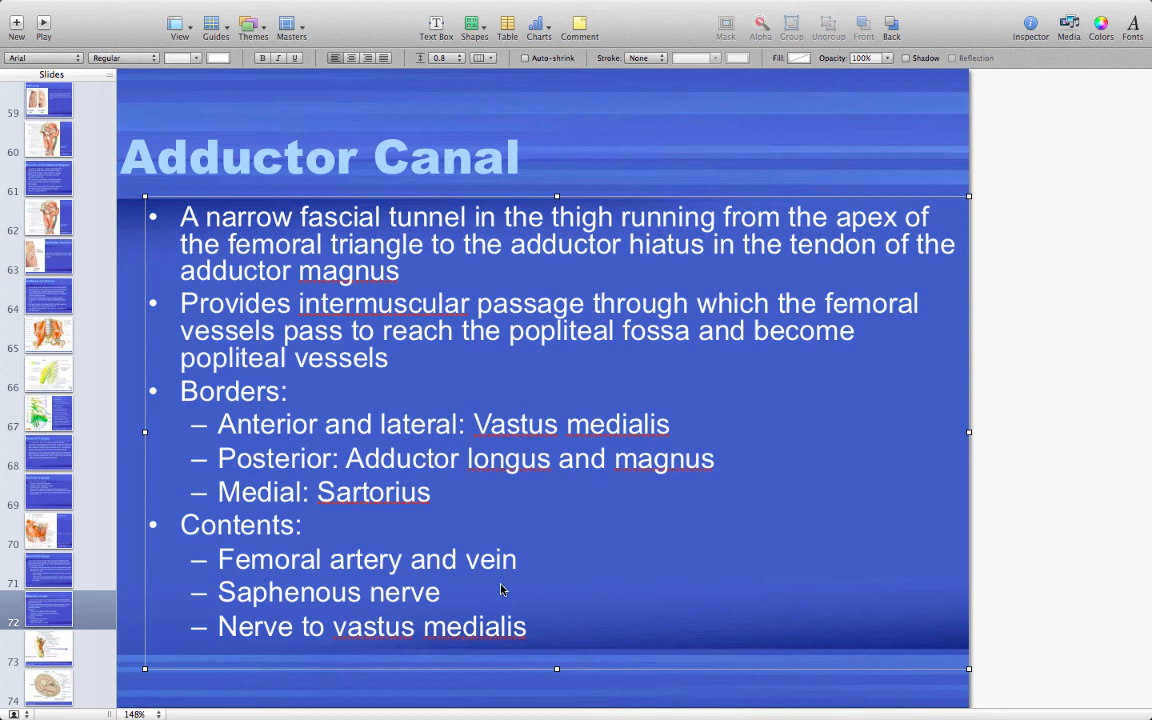 New
Play
View
Guides
Themes
Masters
Text Box
Shapes
Table
Charts
Comment
Mask
Alpha
Group
Ungroup
Front
Back
Inspector
Media
Colors
Fonts
Arial
Regular
B I U
0.8
Auto-shrink
Stroke: None
Fill:
Opacity: 100%
Shadow
Reflection
Slides
59
60
61
62
63
64
65
66
67
68
69
70
71
72
73
74
Adductor Canal
• A narrow fascial tunnel in the thigh running from the apex of
the femoral triangle to the adductor hiatus in the tendon of the
adductor magnus
• Provides intermuscular passage through which the femoral
vessels pass to reach the popliteal fossa and become
popliteal vessels
• Borders:
– Anterior and lateral: Vastus medialis
– Posterior: Adductor longus and magnus
– Medial: Sartorius
• Contents:
– Femoral artery and vein
– Saphenous nerve
– Nerve to vastus medialis
148%